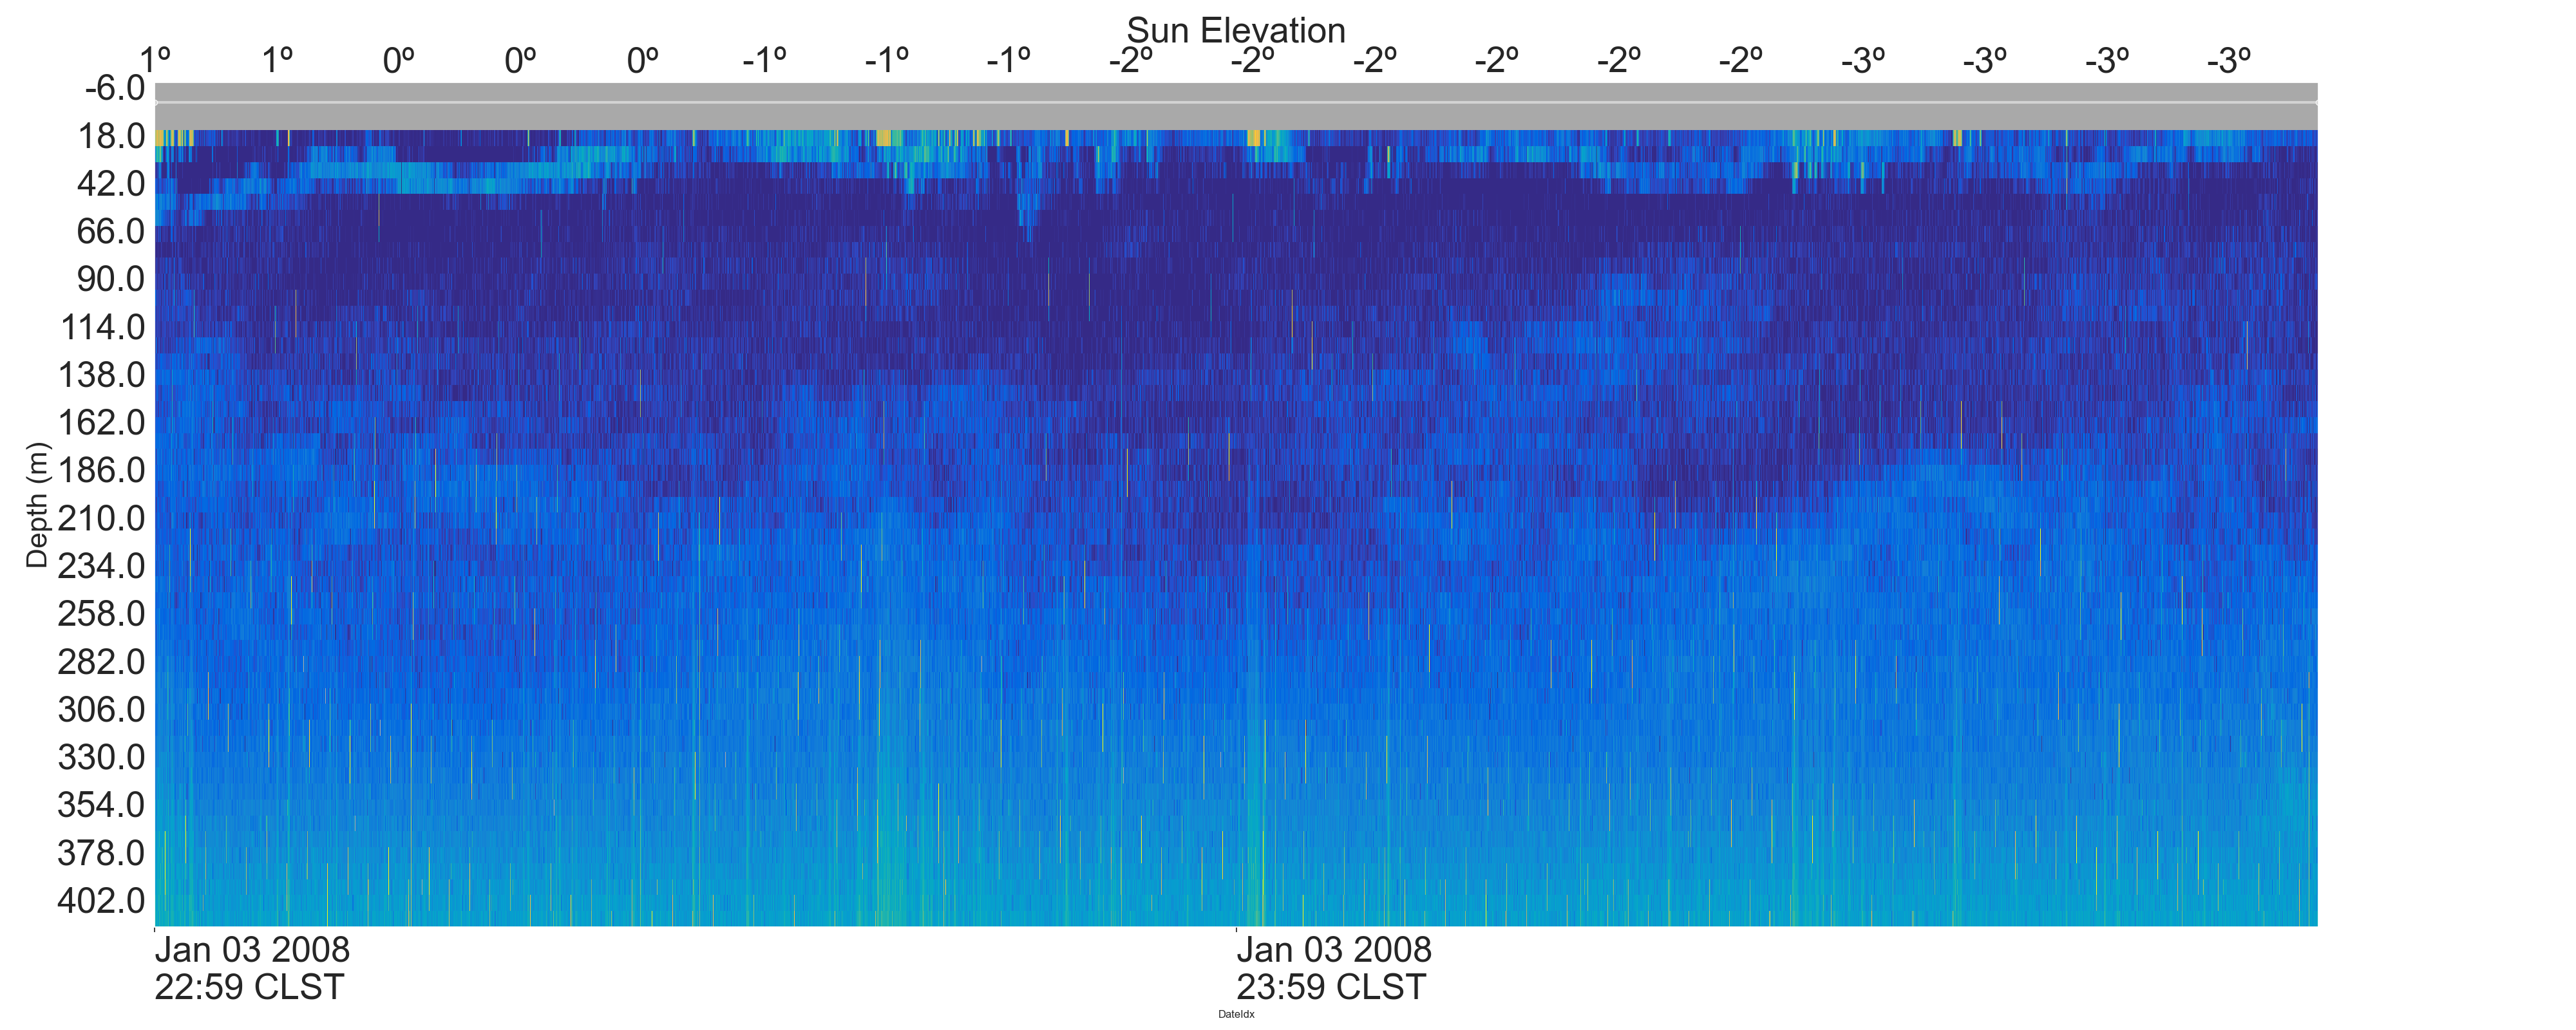 Sun Elevation
1º 1º 0º 0º 0º -1º -1º -1º -2º -2º -2º -2º -2º -2º -3º -3º -3º -3º
-6.0
18.0
42.0
66.0
90.0
114.0
138.0
162.0
186.0
210.0
234.0
258.0
282.0
306.0
330.0
354.0
378.0
402.0
Depth (m)
Jan 03 2008
22:59 CLST
Jan 03 2008
23:59 CLST
DateIdx